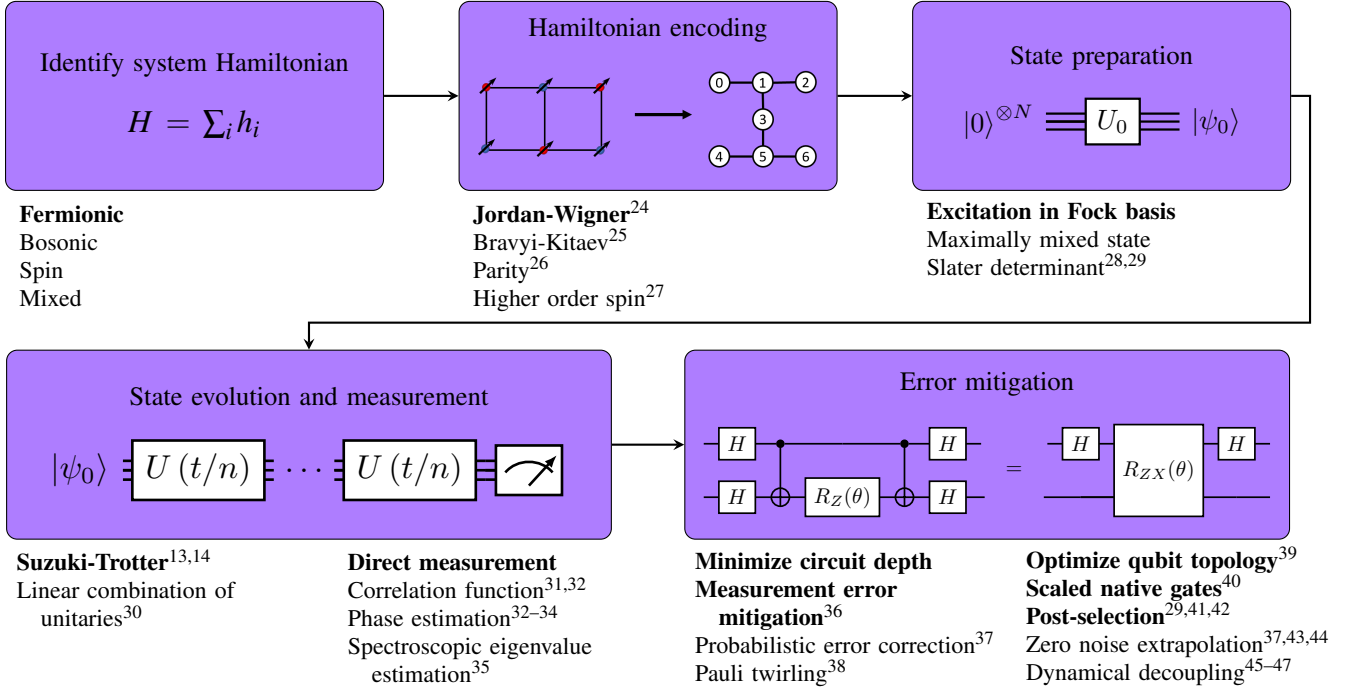 Identify system Hamiltonian
H = ∑ᵢ hᵢ
Fermionic
Bosonic
Spin
Mixed
Hamiltonian encoding
0 1 2
3
4 5 6
Jordan-Wigner²⁴
Bravyi-Kitaev²⁵
Parity²⁶
Higher order spin²⁷
State preparation
|0⟩^⊗N U₀ |ψ₀⟩
Excitation in Fock basis
Maximally mixed state
Slater determinant²⁸,²⁹
State evolution and measurement
|ψ₀⟩ U (t/n) ··· U (t/n)
Suzuki-Trotter¹³,¹⁴
Linear combination of
unitaries³⁰
Direct measurement
Correlation function³¹,³²
Phase estimation³²⁻³⁴
Spectroscopic eigenvalue
estimation³⁵
Error mitigation
H H = H H
H R_Z(θ) H R_ZX(θ)
Minimize circuit depth
Measurement error
mitigation³⁶
Probabilistic error correction³⁷
Pauli twirling³⁸
Optimize qubit topology³⁹
Scaled native gates⁴⁰
Post-selection²⁹,⁴¹,⁴²
Zero noise extrapolation³⁷,⁴³,⁴⁴
Dynamical decoupling⁴⁵⁻⁴⁷